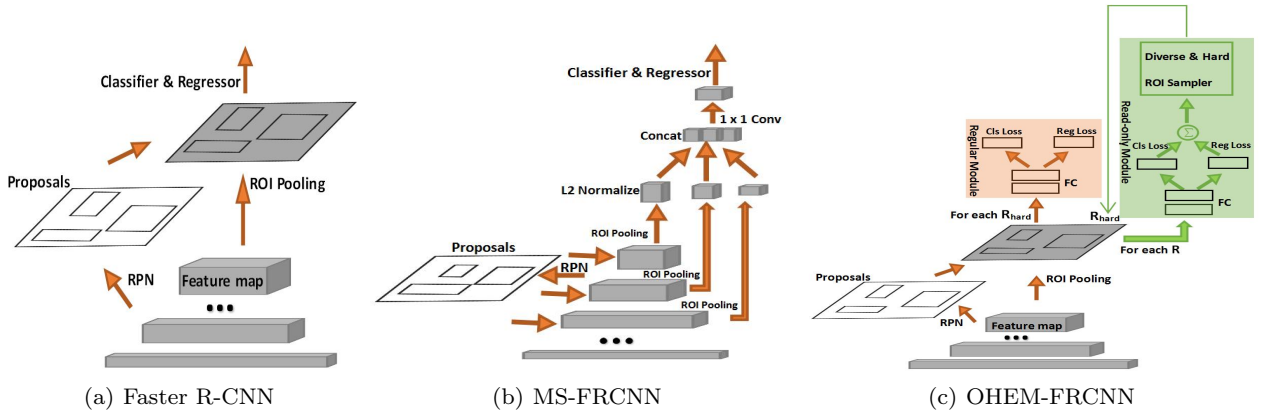 Classifier & Regressor
Proposals
ROI Pooling
RPN
Feature map
(a) Faster R-CNN
Classifier & Regressor
1 x 1 Conv
Concat
L2 Normalize
ROI Pooling
Proposals
RPN
ROI Pooling
ROI Pooling
(b) MS-FRCNN
Diverse & Hard
ROI Sampler
Read-only Module
Σ
Cls Loss
Reg Loss
FC
Regular Module
Cls Loss
Reg Loss
FC
For each R_hard
R_hard
For each R
Proposals
ROI Pooling
RPN
Feature map
(c) OHEM-FRCNN